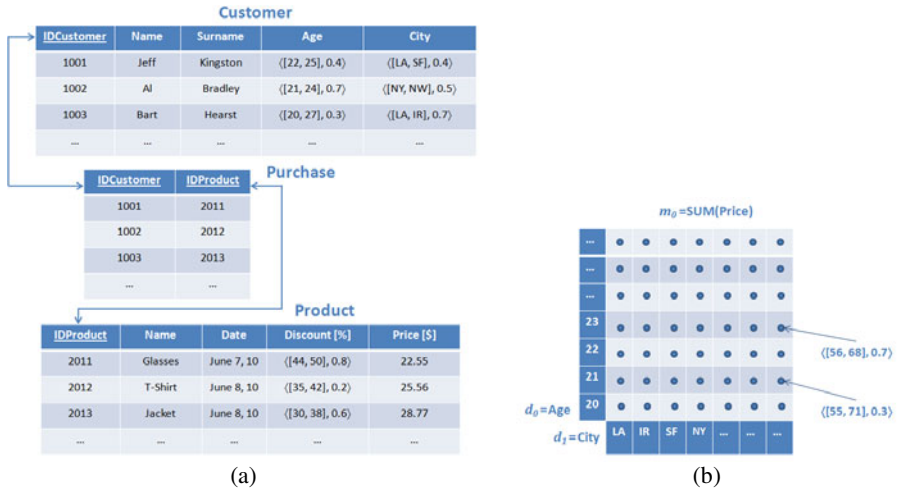 Customer
IDCustomer Name Surname Age City
1001 Jeff Kingston ⟨[22, 25], 0.4⟩ ⟨[LA, SF], 0.4⟩
1002 Al Bradley ⟨[21, 24], 0.7⟩ ⟨[NY, NW], 0.5⟩
1003 Bart Hearst ⟨[20, 27], 0.3⟩ ⟨[LA, IR], 0.7⟩
... ... ... ... ...
Purchase
IDCustomer IDProduct
1001 2011
1002 2012
1003 2013
... ...
Product
IDProduct Name Date Discount [%] Price [$]
2011 Glasses June 7, 10 ⟨[44, 50], 0.8⟩ 22.55
2012 T-Shirt June 8, 10 ⟨[35, 42], 0.2⟩ 25.56
2013 Jacket June 8, 10 ⟨[30, 38], 0.6⟩ 28.77
... ... ... ... ...
(a)
m₀ =SUM(Price)
...
...
...
23
22
⟨[56, 68], 0.7⟩
21
20
⟨[55, 71], 0.3⟩
d₀=Age
d₁=City LA IR SF NY ... ... ...
(b)